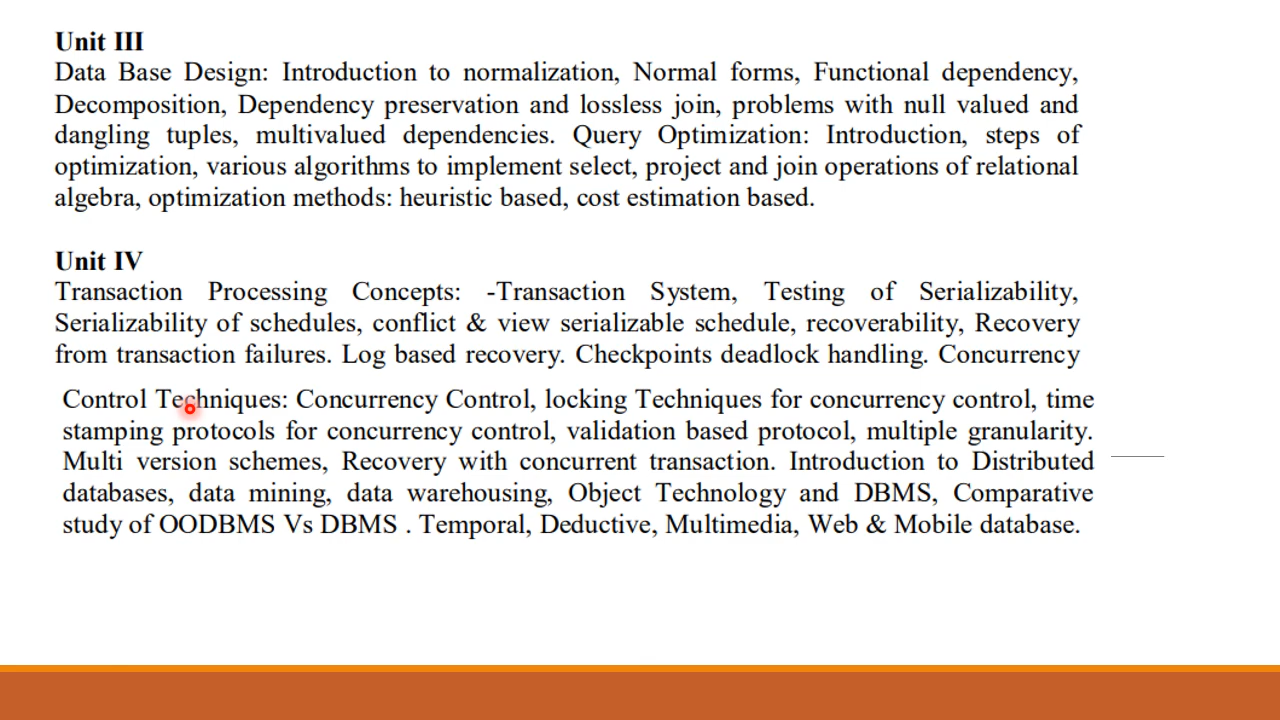 Unit III
Data Base Design: Introduction to normalization, Normal forms, Functional dependency,
Decomposition, Dependency preservation and lossless join, problems with null valued and
dangling tuples, multivalued dependencies. Query Optimization: Introduction, steps of
optimization, various algorithms to implement select, project and join operations of relational
algebra, optimization methods: heuristic based, cost estimation based.
Unit IV
Transaction Processing Concepts: -Transaction System, Testing of Serializability,
Serializability of schedules, conflict & view serializable schedule, recoverability, Recovery
from transaction failures. Log based recovery. Checkpoints deadlock handling. Concurrency
Control Techniques: Concurrency Control, locking Techniques for concurrency control, time
stamping protocols for concurrency control, validation based protocol, multiple granularity.
Multi version schemes, Recovery with concurrent transaction. Introduction to Distributed
databases, data mining, data warehousing, Object Technology and DBMS, Comparative
study of OODBMS Vs DBMS . Temporal, Deductive, Multimedia, Web & Mobile database.